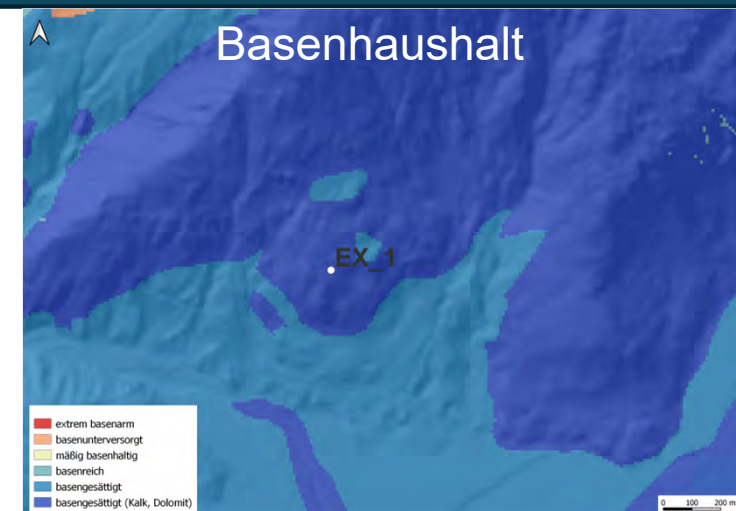 Basenhaushalt
EX_1
extrem basenarm
basenunterversorgt
mäßig basenhaltig
basenreich
basengesättigt
basengesättigt (Kalk, Dolomit)
0 100 200 m